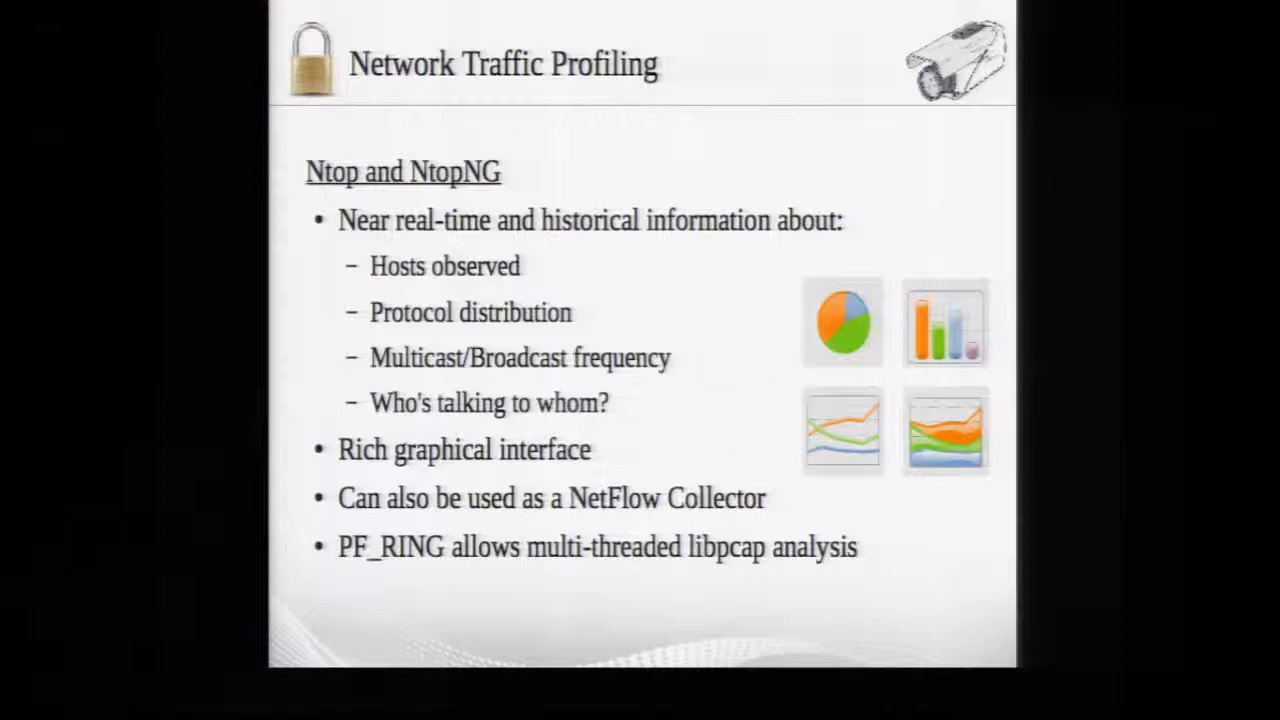 Network Traffic Profiling
Ntop and NtopNG
• Near real-time and historical information about:
– Hosts observed
– Protocol distribution
– Multicast/Broadcast frequency
– Who's talking to whom?
• Rich graphical interface
• Can also be used as a NetFlow Collector
• PF_RING allows multi-threaded libpcap analysis